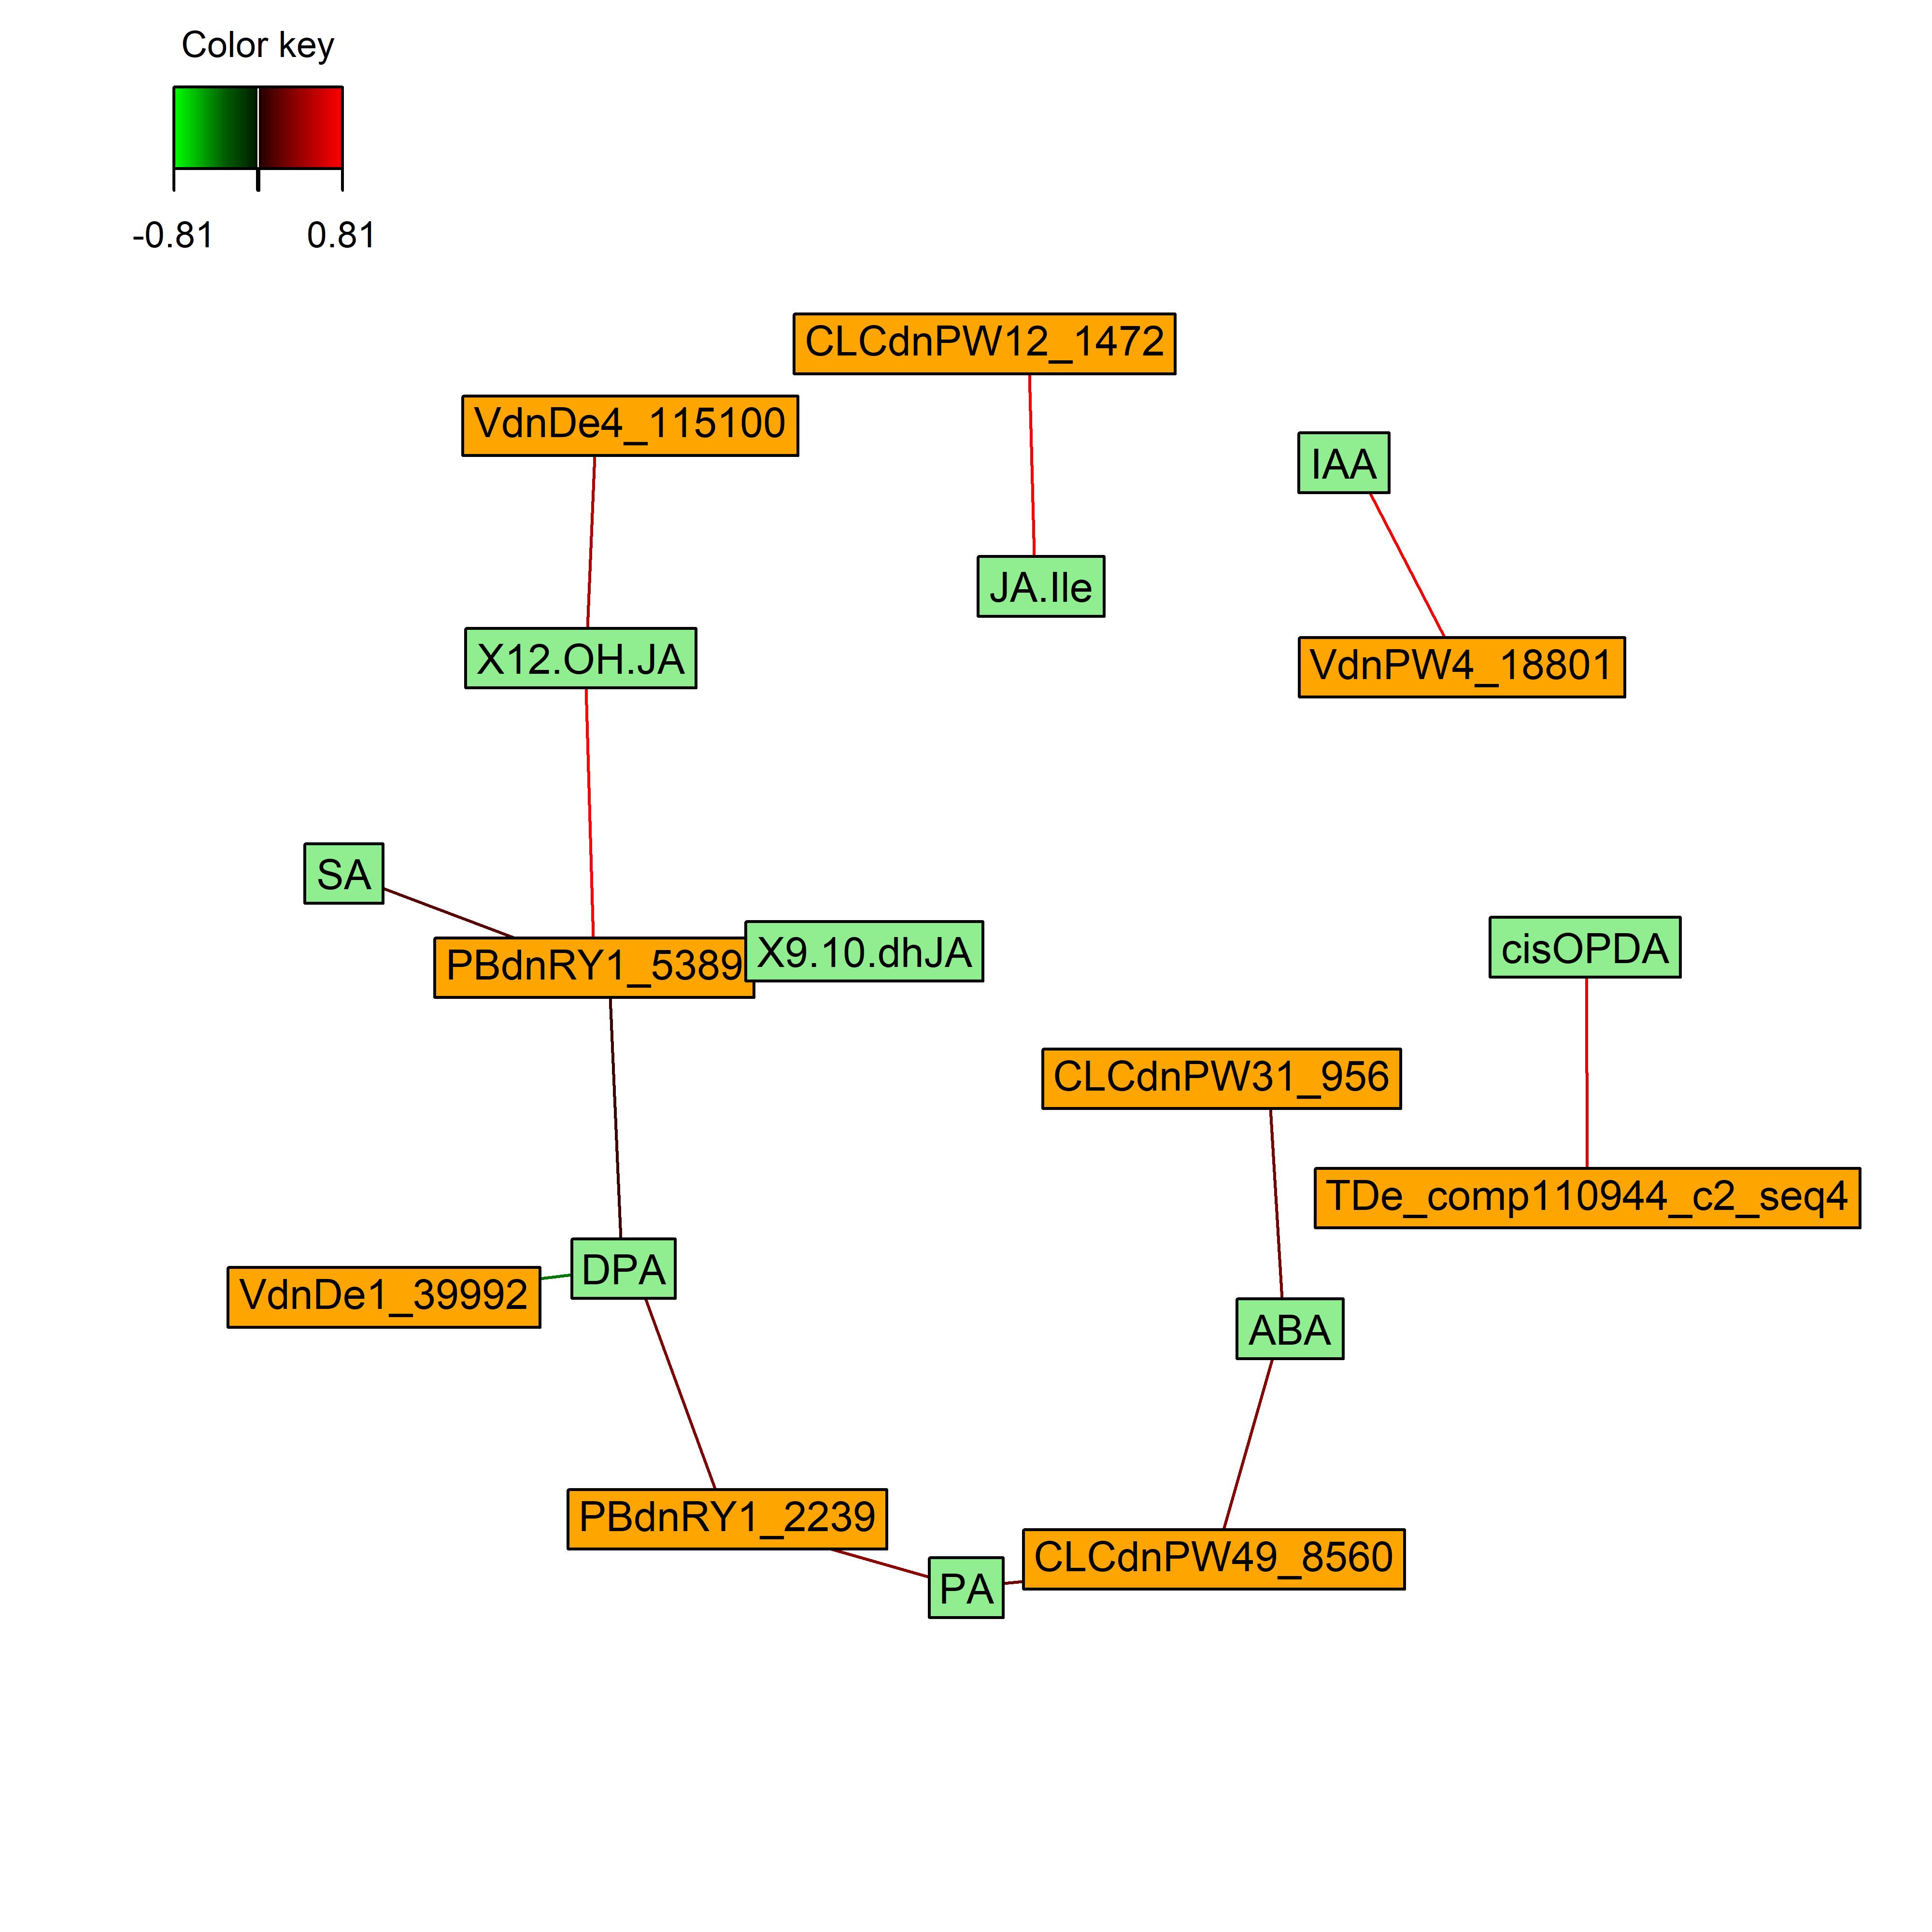 Color key
-0.81 0.81
CLCdnPW12_1472
VdnDe4_115100
IAA
JA.Ile
X12.OH.JA
VdnPW4_18801
SA
X9.10.dhJA
PBdnRY1_5389
cisOPDA
CLCdnPW31_956
TDe_comp110944_c2_seq4
DPA
VdnDe1_39992
ABA
PBdnRY1_2239
CLCdnPW49_8560
PA